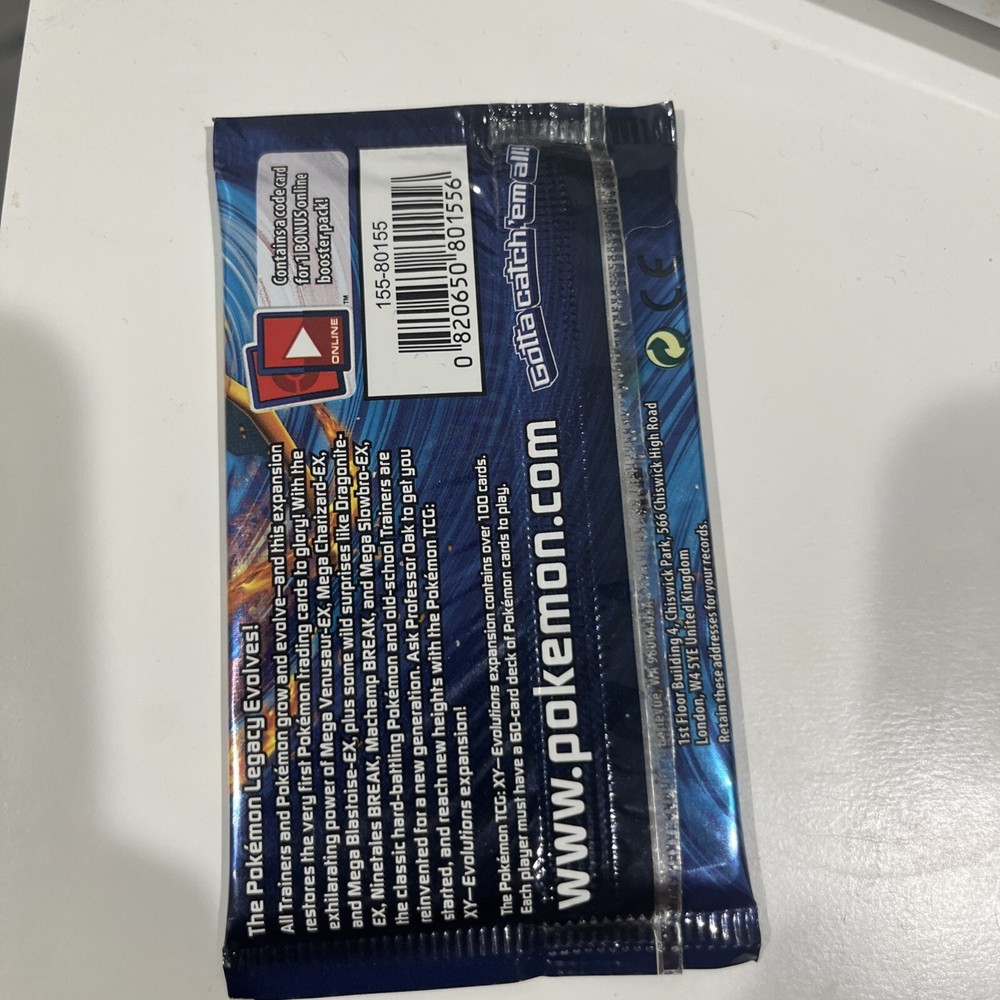 The Pokémon Legacy Evolves!
All Trainers and Pokémon grow and evolve—and this expansion
restores the very first Pokémon trading cards to glory! With the
exhilarating power of Mega Venusaur-EX, Mega Charizard-EX,
and Mega Blastoise-EX, plus some wild surprises like Dragonite-
EX, Ninetales BREAK, Machamp BREAK, and Mega Slowbro-EX,
the classic hard-battling Pokémon and old-school Trainers are
reinvented for a new generation. Ask Professor Oak to get you
started, and reach new heights with the Pokémon TCG:
XY—Evolutions expansion!
The Pokémon TCG: XY—Evolutions expansion contains over 100 cards.
Each player must have a 60-card deck of Pokémon cards to play.
Contains a code card
for 1 BONUS online
booster pack!
ONLINE
TM
155-80155
0 820650 801556
www.pokemon.com
Gotta catch 'em all!
1st Floor Building 4, Chiswick Park, 566 Chiswick High Road
London, W4 5YE United Kingdom
Retain these addresses for your records.
CE